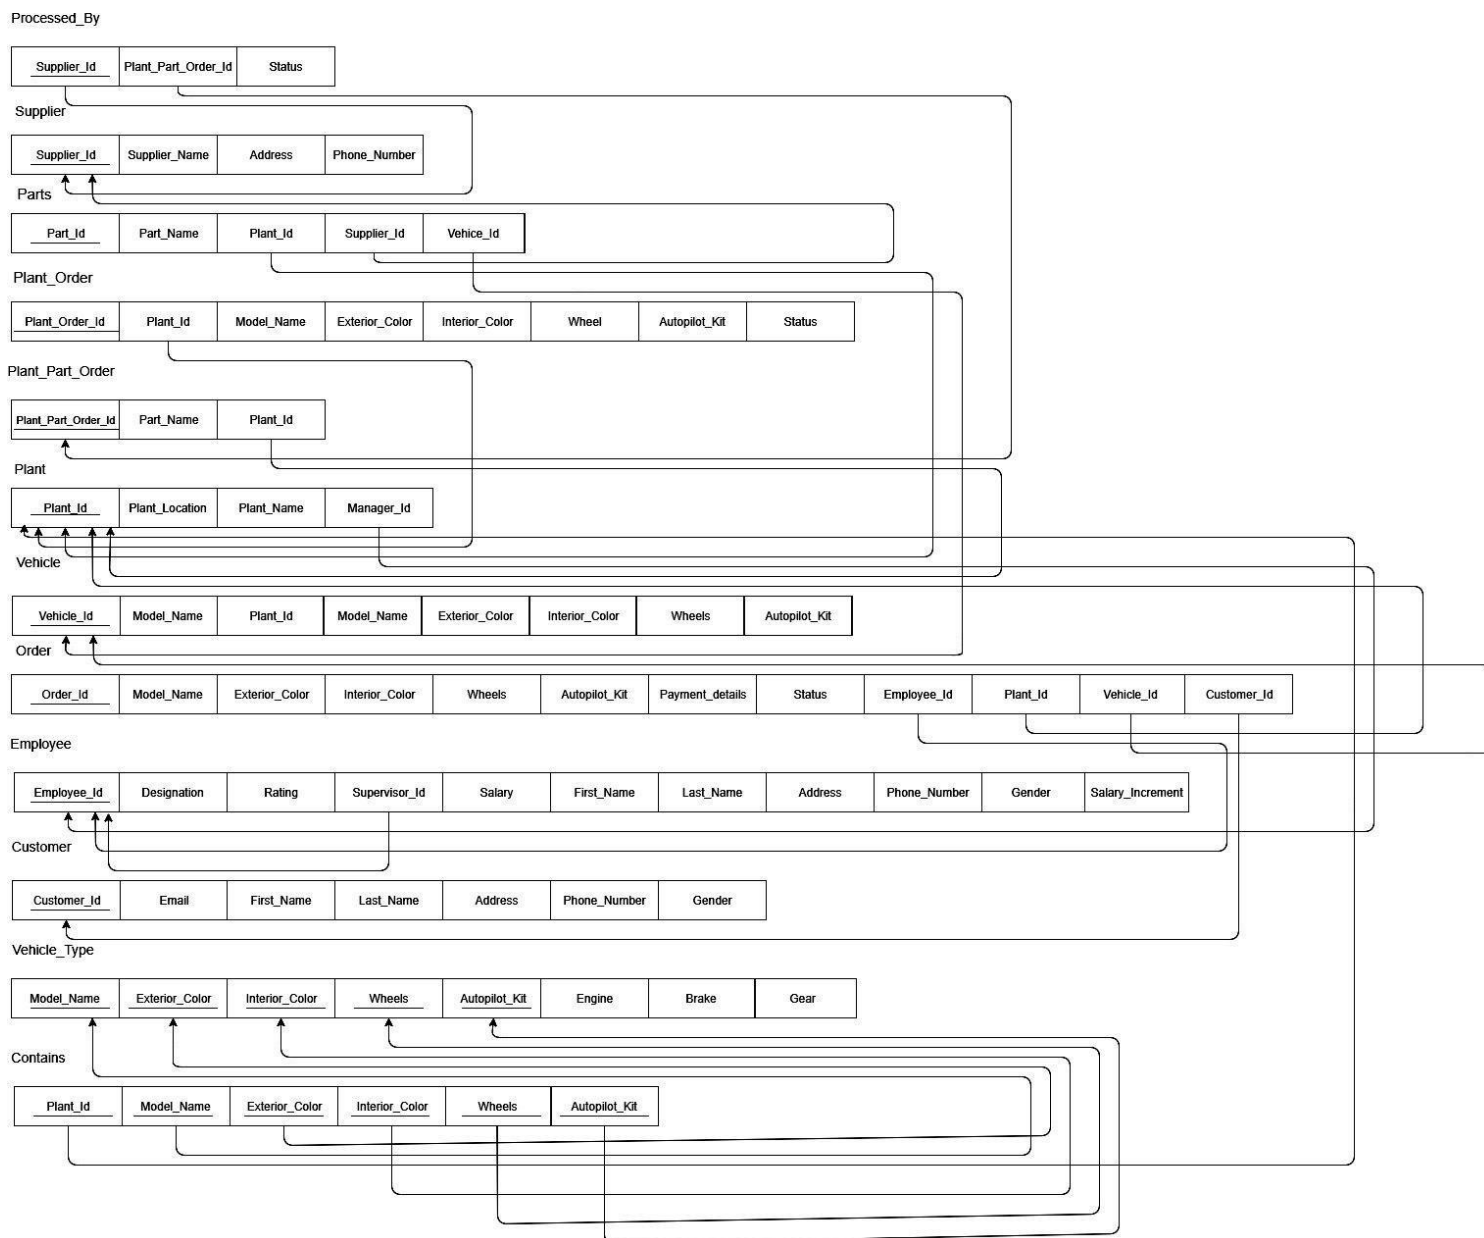 Processed_By
Supplier_Id Plant_Part_Order_Id Status
Supplier
Supplier_Id Supplier_Name Address Phone_Number
Parts
Part_Id Part_Name Plant_Id Supplier_Id Vehice_Id
Plant_Order
Plant_Order_Id Plant_Id Model_Name Exterior_Color Interior_Color Wheel Autopilot_Kit Status
Plant_Part_Order
Plant_Part_Order_Id Part_Name Plant_Id
Plant
Plant_Id Plant_Location Plant_Name Manager_Id
Vehicle
Vehicle_Id Model_Name Plant_Id Model_Name Exterior_Color Interior_Color Wheels Autopilot_Kit
Order
Order_Id Model_Name Exterior_Color Interior_Color Wheels Autopilot_Kit Payment_details Status Employee_Id Plant_Id Vehicle_Id Customer_Id
Employee
Employee_Id Designation Rating Supervisor_Id Salary First_Name Last_Name Address Phone_Number Gender Salary_Increment
Customer
Customer_Id Email First_Name Last_Name Address Phone_Number Gender
Vehicle_Type
Model_Name Exterior_Color Interior_Color Wheels Autopilot_Kit Engine Brake Gear
Contains
Plant_Id Model_Name Exterior_Color Interior_Color Wheels Autopilot_Kit